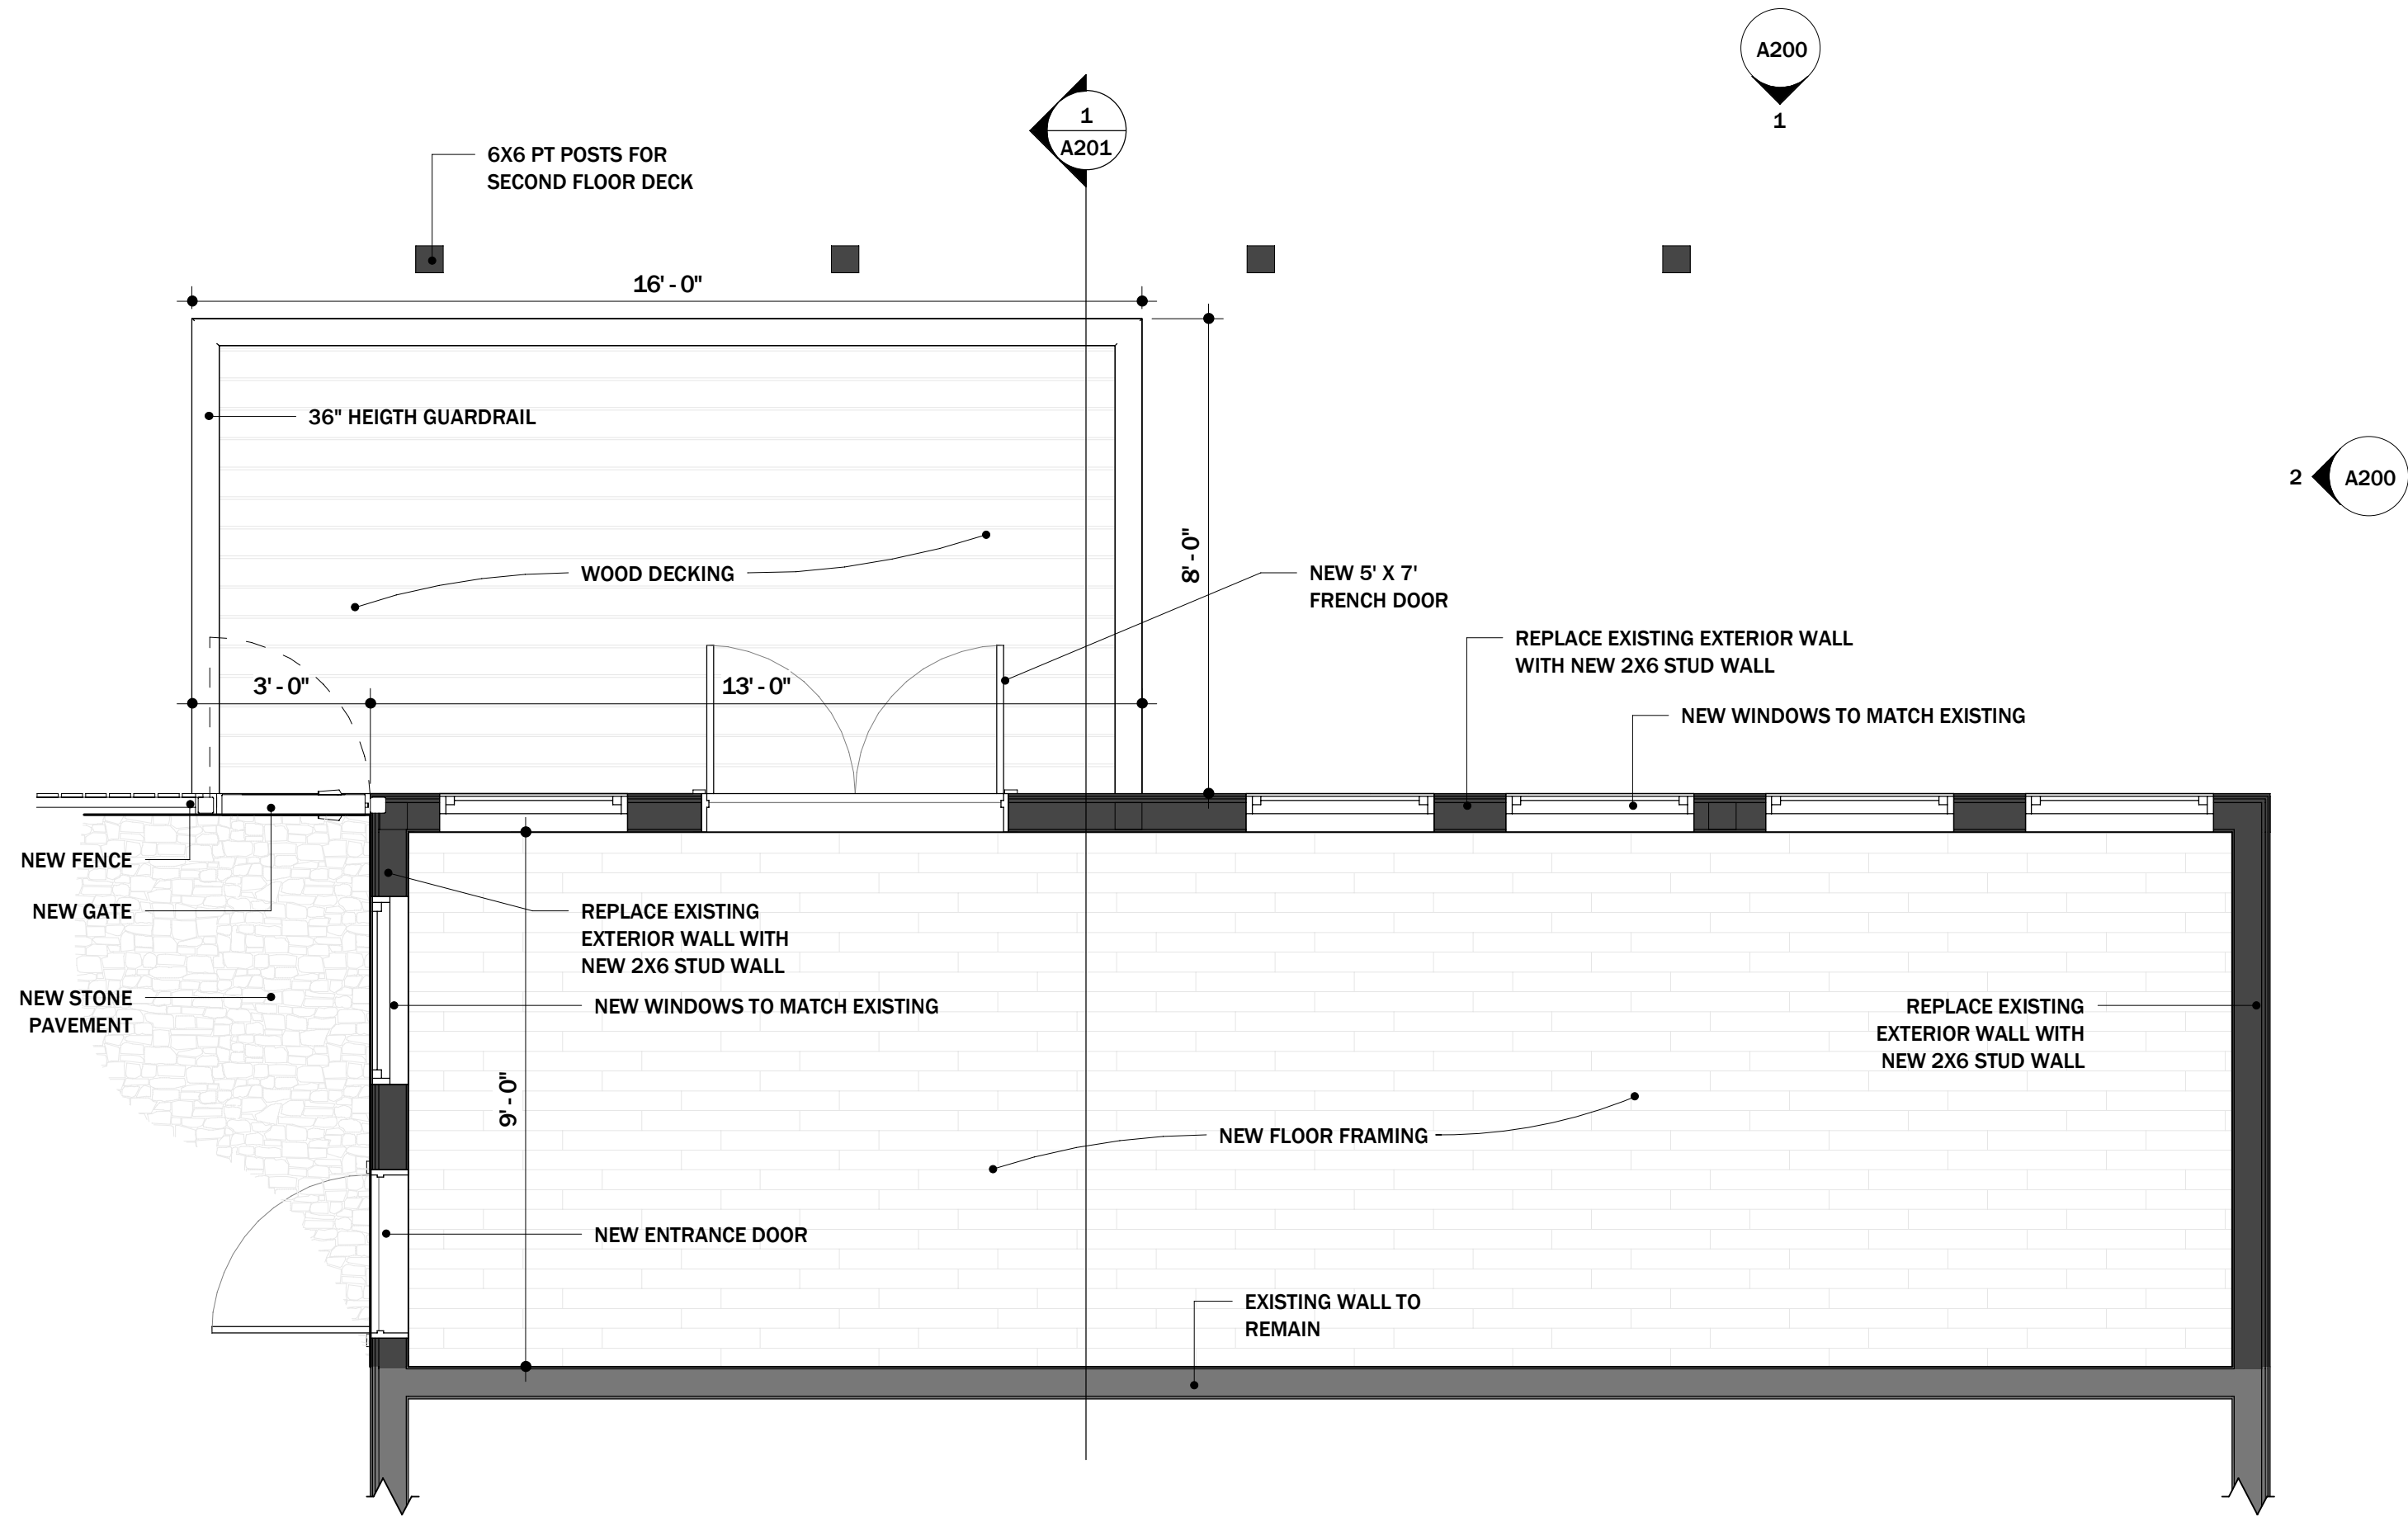 A200
1
1
A201
6X6 PT POSTS FOR
SECOND FLOOR DECK
16' - 0"
36" HEIGTH GUARDRAIL
2
A200
8' - 0"
WOOD DECKING
NEW 5' X 7'
FRENCH DOOR
REPLACE EXISTING EXTERIOR WALL
WITH NEW 2X6 STUD WALL
3' - 0"
13' - 0"
NEW WINDOWS TO MATCH EXISTING
NEW FENCE
NEW GATE
REPLACE EXISTING
EXTERIOR WALL WITH
NEW 2X6 STUD WALL
NEW STONE
PAVEMENT
NEW WINDOWS TO MATCH EXISTING
REPLACE EXISTING
EXTERIOR WALL WITH
NEW 2X6 STUD WALL
9' - 0"
NEW FLOOR FRAMING
NEW ENTRANCE DOOR
EXISTING WALL TO
REMAIN